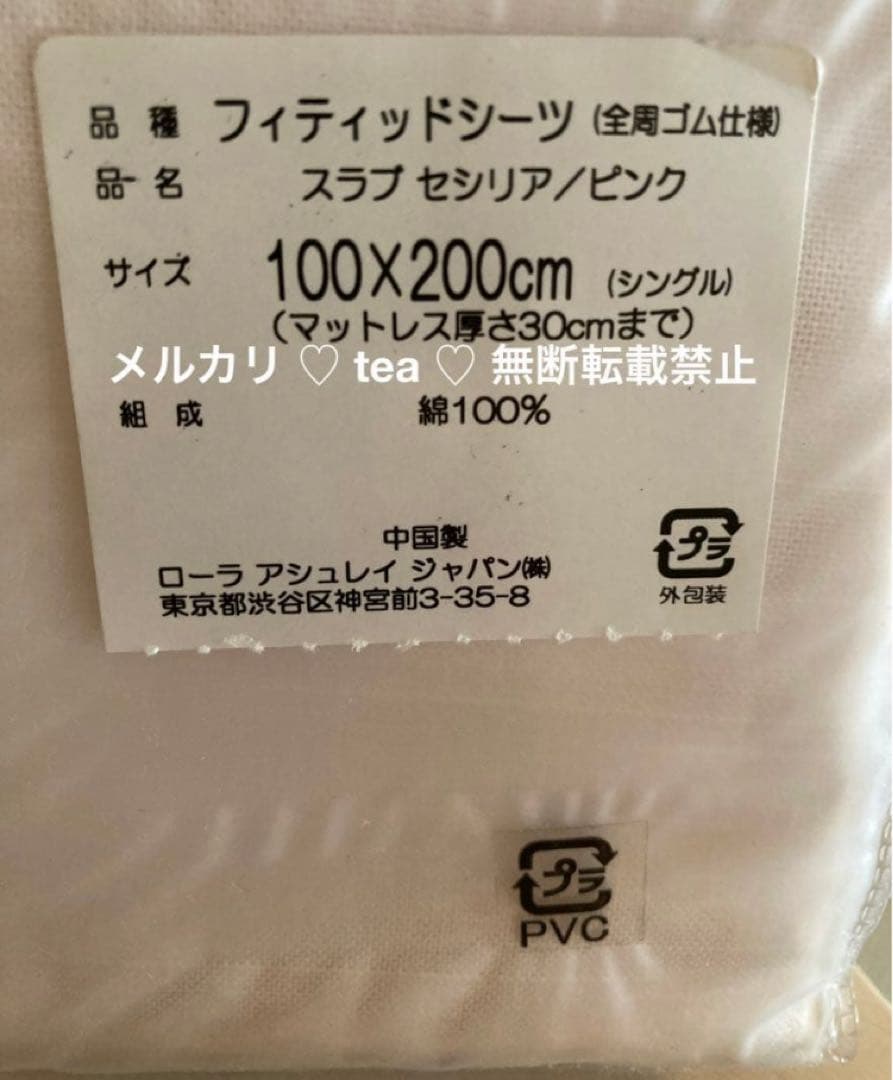 品 種 フィティッドシーツ (全周ゴム仕様)
品 名 スラブ セシリア／ピンク
サイズ 100×200cm (シングル)
(マットレス厚さ30cmまで)
メルカリ ♡ tea ♡ 無断転載禁止
組 成 綿100%
中国製
ローラ アシュレイ ジャパン㈱
東京都渋谷区神宮前3-35-8
プラ
外包装
プラ
PVC